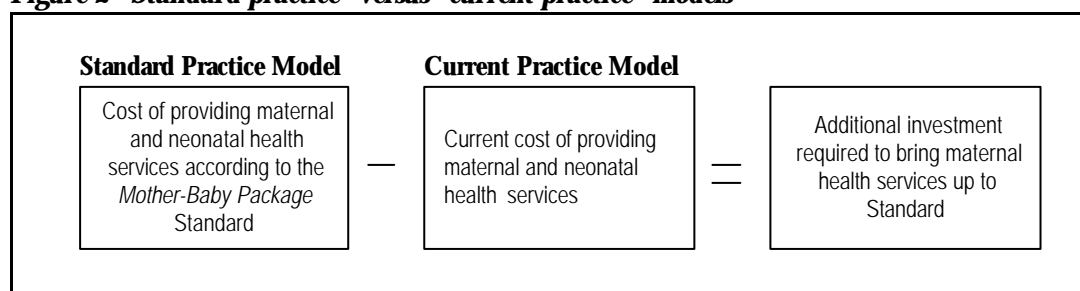 Figure 2 "Standard practice" versus "current practice" models
Standard Practice Model
Cost of providing maternal
and neonatal health
services according to the
Mother-Baby Package
Standard
—
Current Practice Model
Current cost of providing
maternal and neonatal
health services
=
Additional investment
required to bring maternal
health services up to
Standard